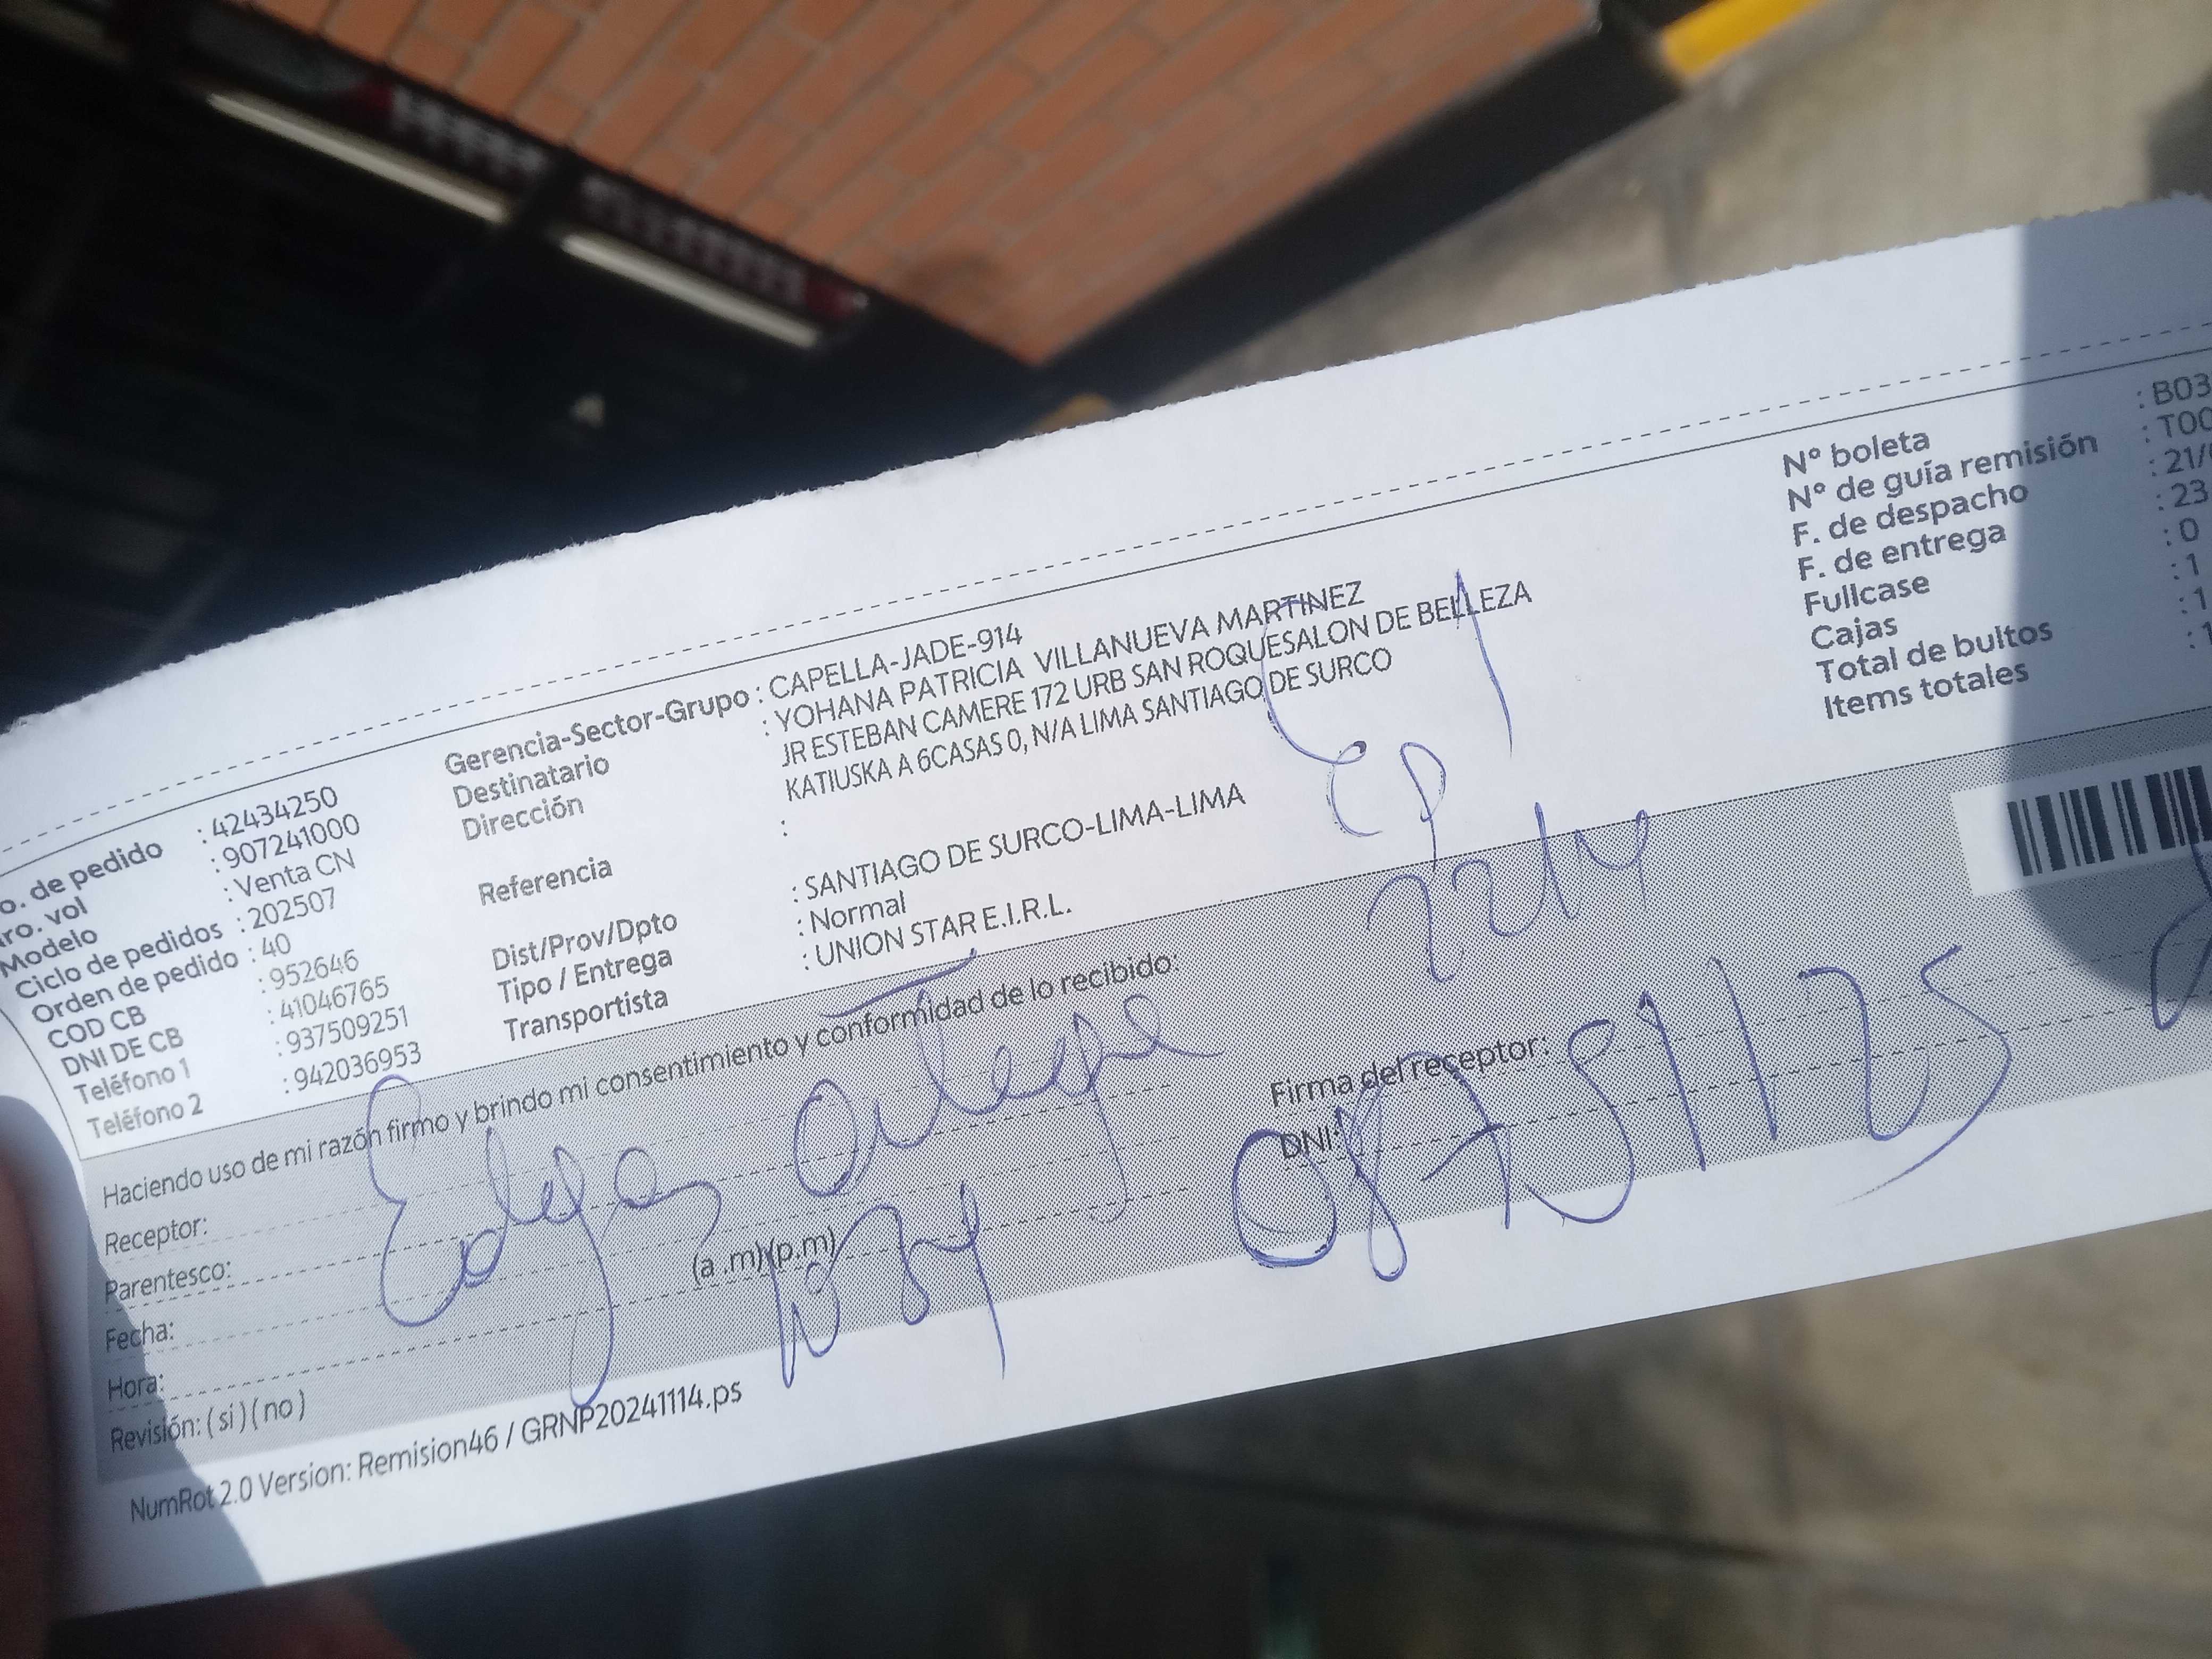 o. de pedido : 42434250
ro. vol : 907241000
Modelo : Venta CN
Ciclo de pedidos : 202507
Orden de pedido : 40
COD CB : 952646
DNI DE CB : 41046765
Teléfono 1 : 937509251
Teléfono 2 : 942036953
Gerencia-Sector-Grupo : CAPELLA-JADE-914
Destinatario : YOHANA PATRICIA VILLANUEVA MARTINEZ
Dirección JR ESTEBAN CAMERE 172 URB SAN ROQUESALON DE BELLEZA
KATIUSKA A 6CASAS 0, N/A LIMA SANTIAGO DE SURCO
Referencia :
Dist/Prov/Dpto : SANTIAGO DE SURCO-LIMA-LIMA
Tipo / Entrega : Normal
Transportista : UNION STAR E.I.R.L.
N° boleta : B03
N° de guía remisión : T00
F. de despacho : 21/
F. de entrega : 23
Fullcase : 0
Cajas : 1
Total de bultos : 1
Items totales : 1
Haciendo uso de mi razón firmo y brindo mi consentimiento y conformidad de lo recibido:
Receptor: Edgar
Parentesco:
Fecha:
Hora: (a .m)(p.m)
Revisión: ( si ) ( no )
Firma del receptor:
DNI:
NumRot 2.0 Version: Remision46 / GRNP20241114.ps